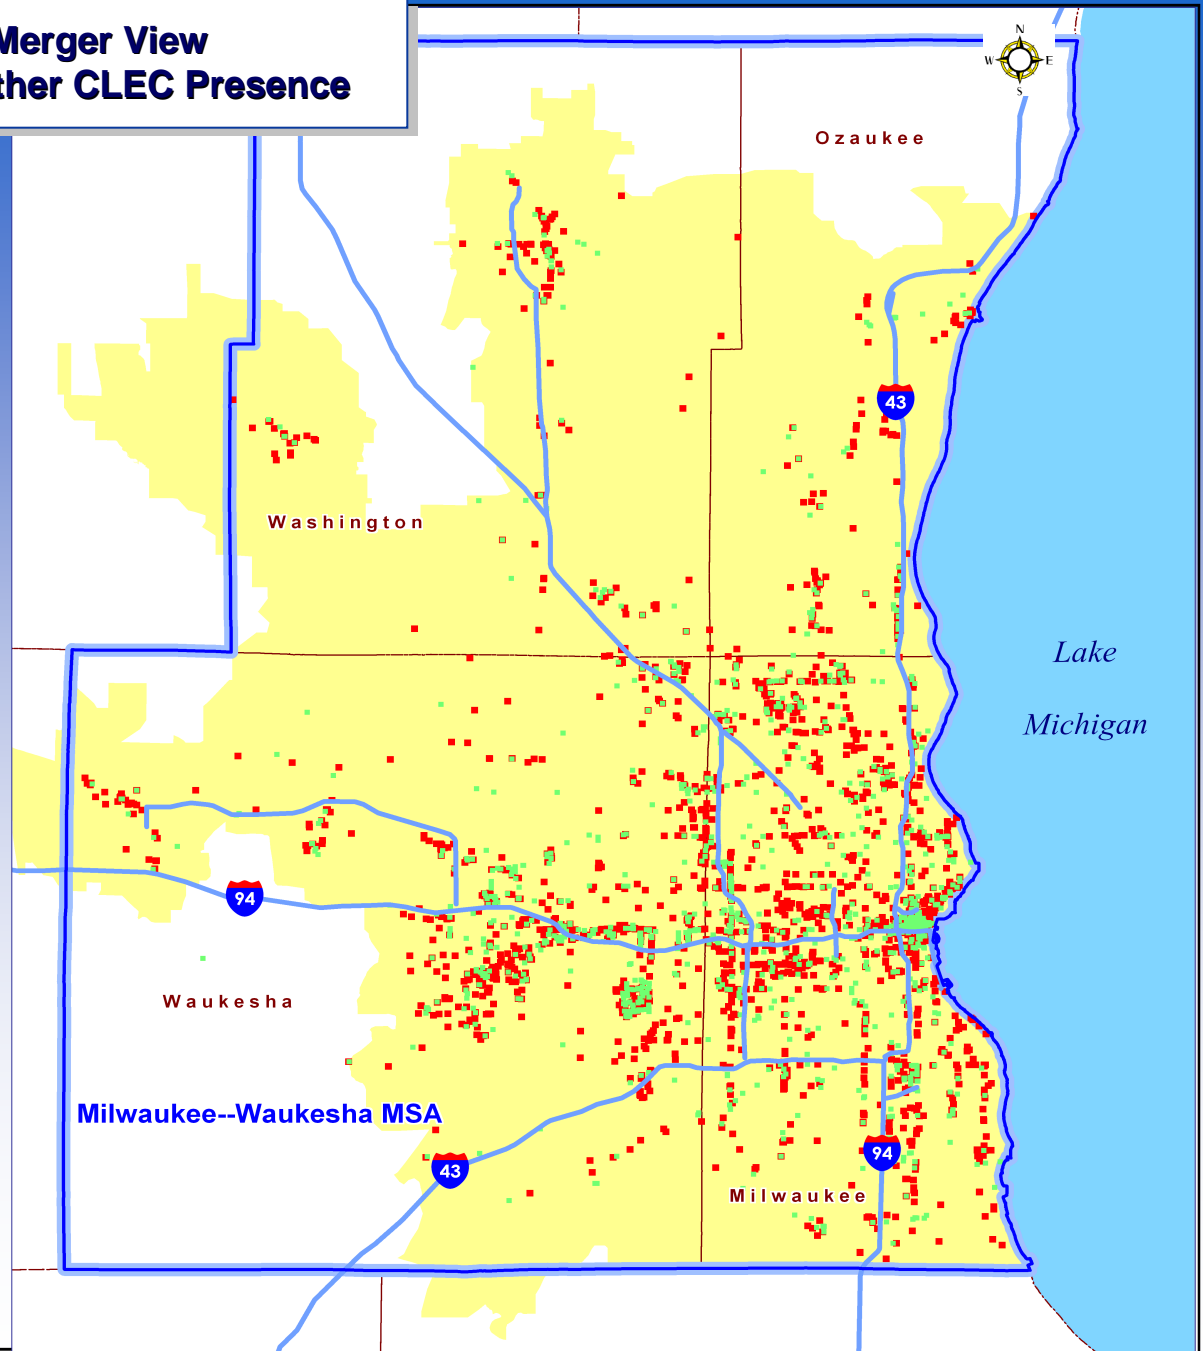 Merger View
ther CLEC Presence
N
W E
S
Ozaukee
43
Washington
Lake
Michigan
94
Waukesha
Milwaukee--Waukesha MSA
43
94
Milwaukee